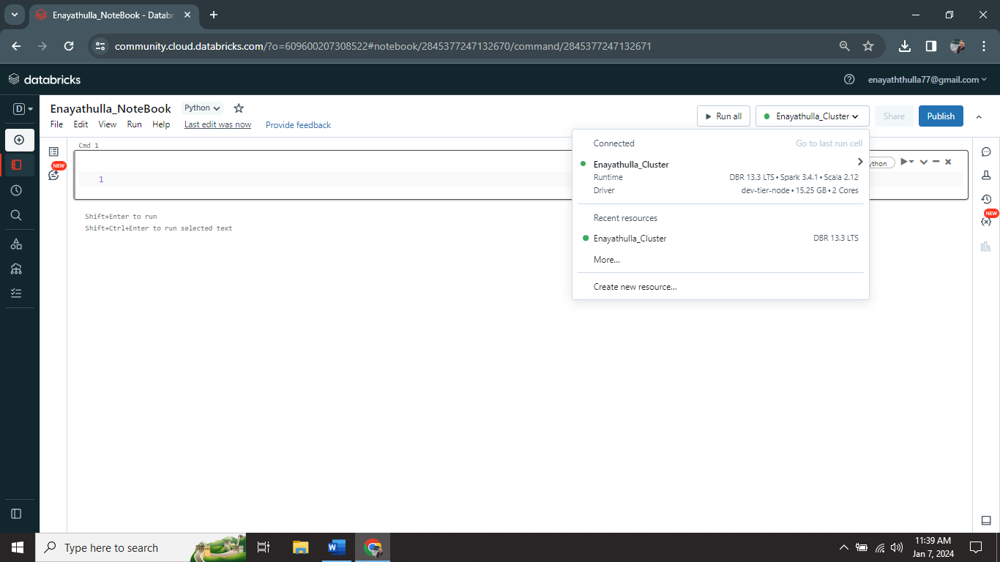 Enayathulla_NoteBook - Datab
community.cloud.databricks.com/?o=609600207308522#notebook/2845377247132670/command/2845377247132671
databricks
enayaththulla77@gmail.com
D
Enayathulla_NoteBook Python
File Edit View Run Help Last edit was now Provide feedback
Run all Enayathulla_Cluster Share Publish
Cmd 1
NEW
1
Shift+Enter to run
Shift+Ctrl+Enter to run selected text
Connected Go to last run cell
Enayathulla_Cluster
Runtime DBR 13.3 LTS • Spark 3.4.1 • Scala 2.12
Driver dev-tier-node • 15.25 GB • 2 Cores
Recent resources
Enayathulla_Cluster DBR 13.3 LTS
More...
Create new resource...
ython
NEW
Type here to search
11:39 AM
Jan 7, 2024